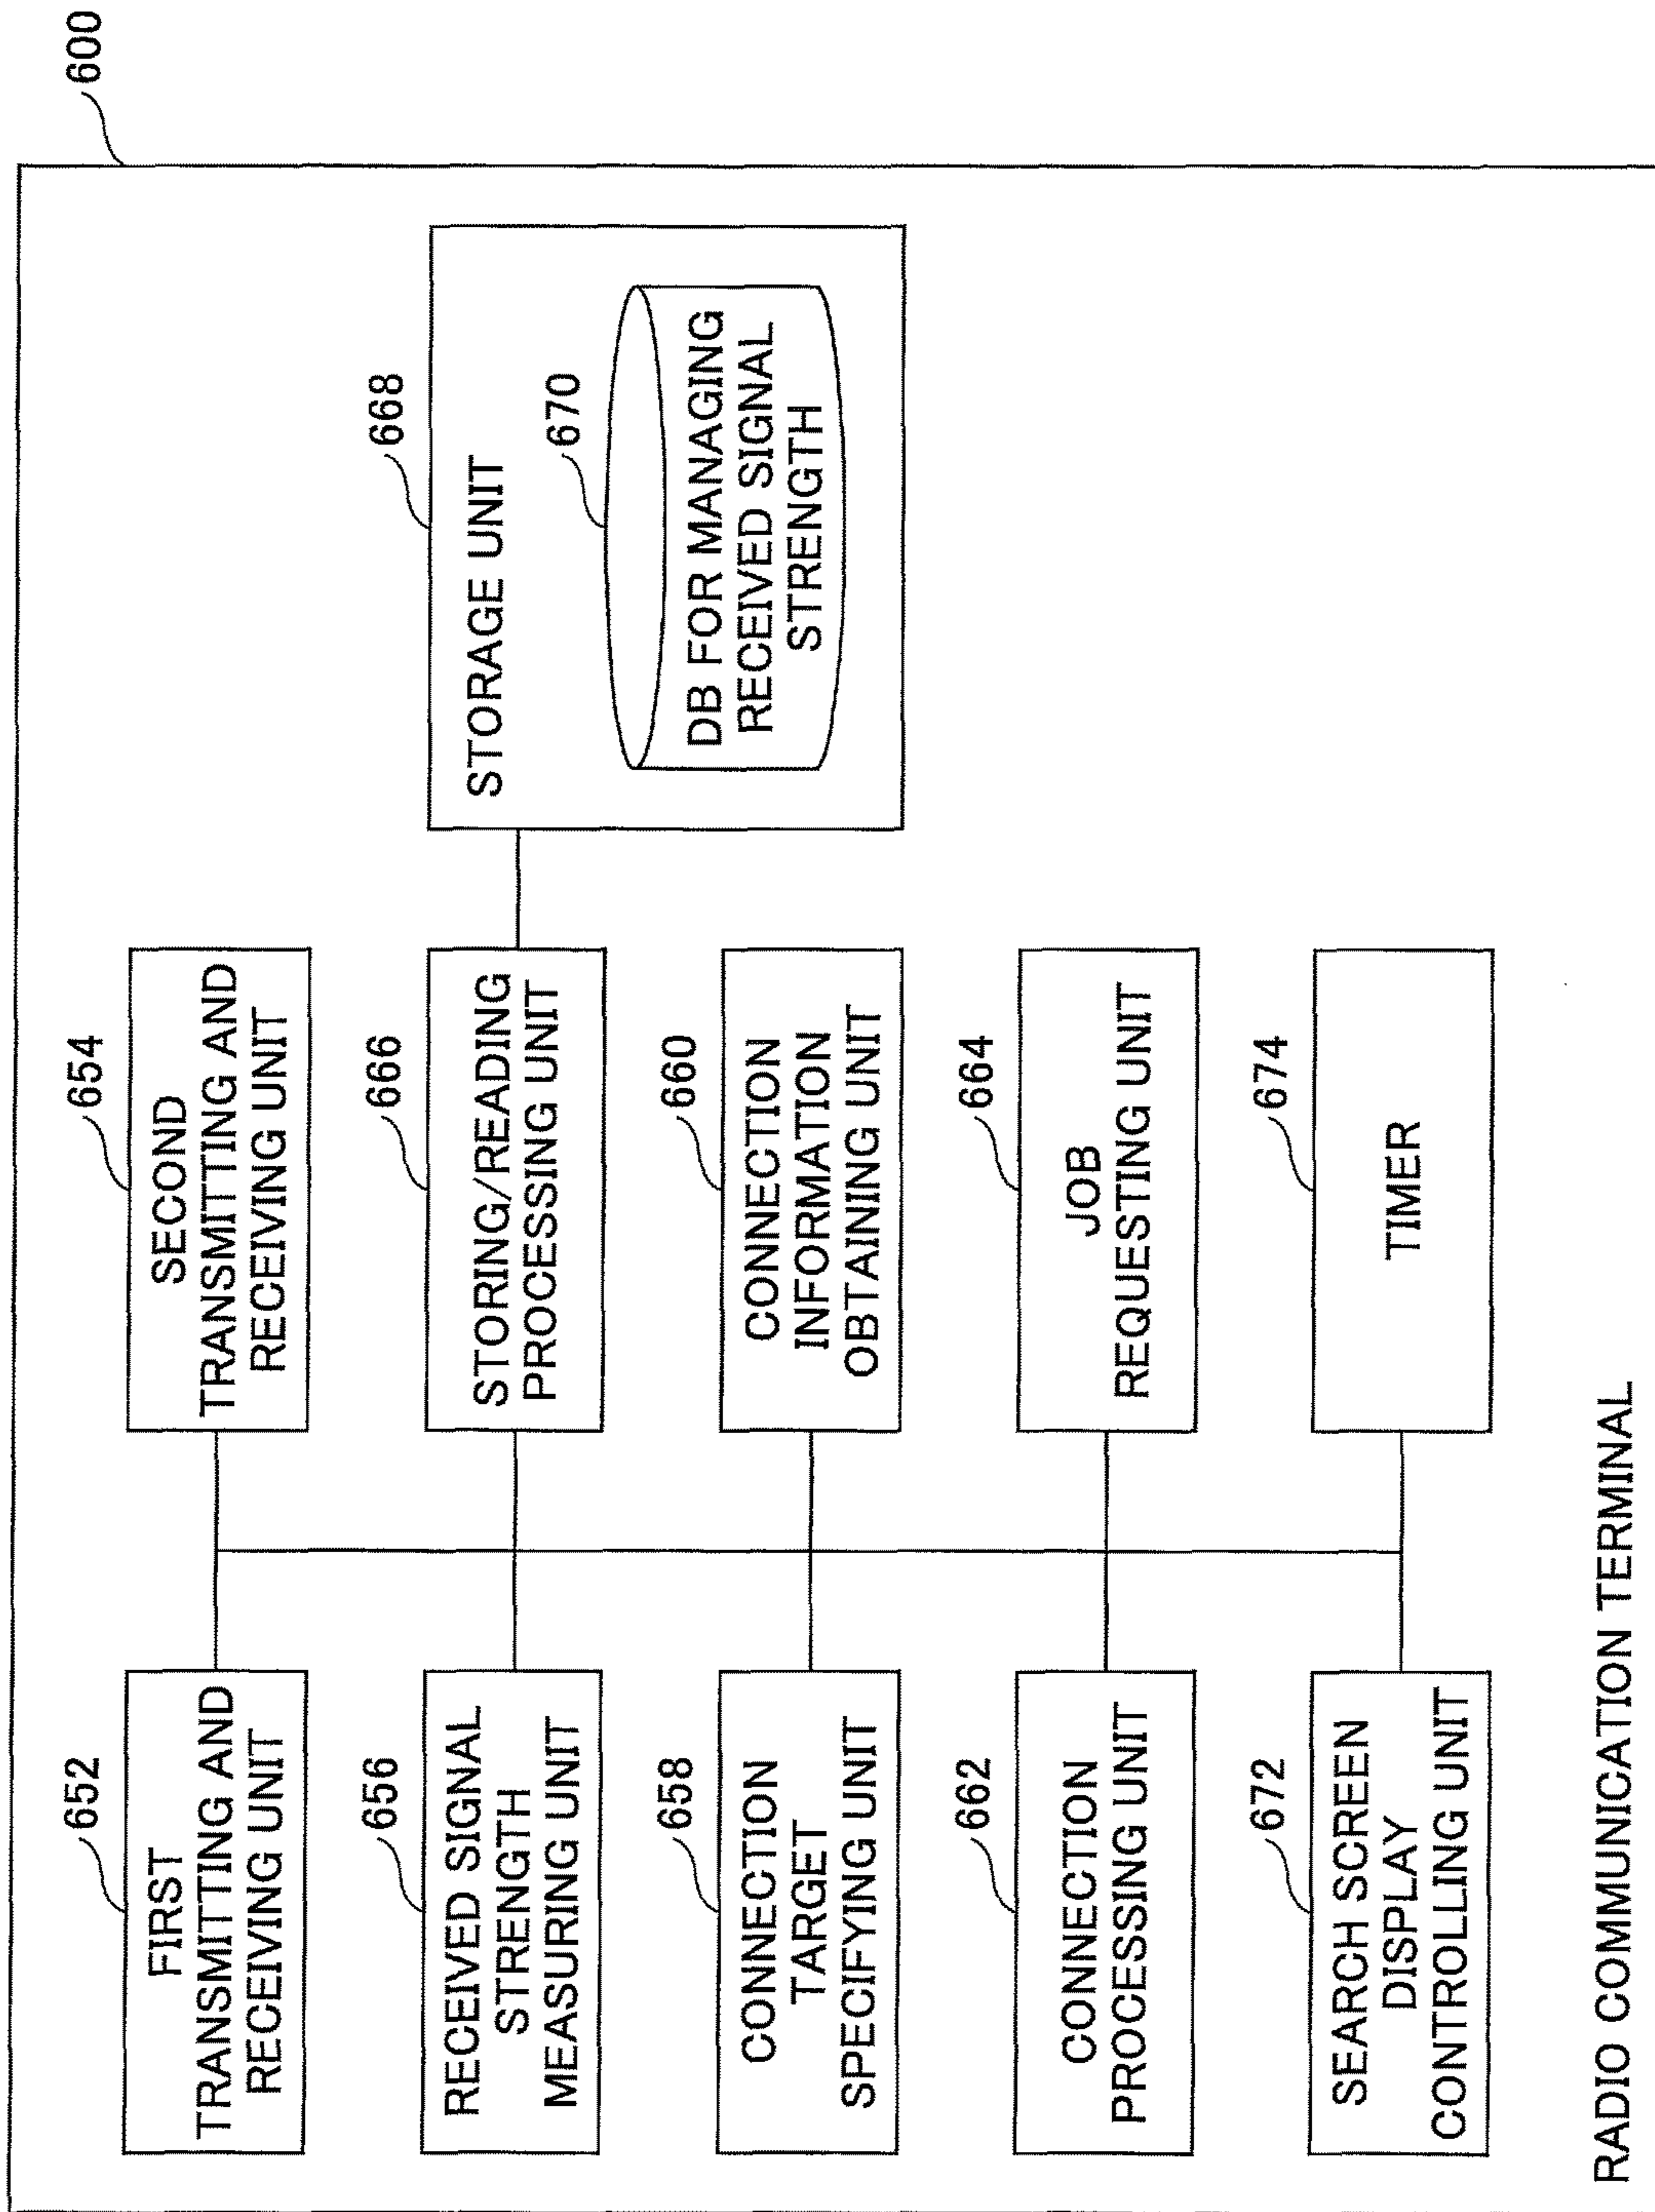 600
652
FIRST
TRANSMITTING AND
RECEIVING UNIT
654
SECOND
TRANSMITTING AND
RECEIVING UNIT
656
RECEIVED SIGNAL
STRENGTH
MEASURING UNIT
666
STORING/READING
PROCESSING UNIT
668
STORAGE UNIT
670
DB FOR MANAGING
RECEIVED SIGNAL
STRENGTH
658
CONNECTION
TARGET
SPECIFYING UNIT
660
CONNECTION
INFORMATION
OBTAINING UNIT
662
CONNECTION
PROCESSING UNIT
664
JOB
REQUESTING UNIT
672
SEARCH SCREEN
DISPLAY
CONTROLLING UNIT
674
TIMER
RADIO COMMUNICATION TERMINAL